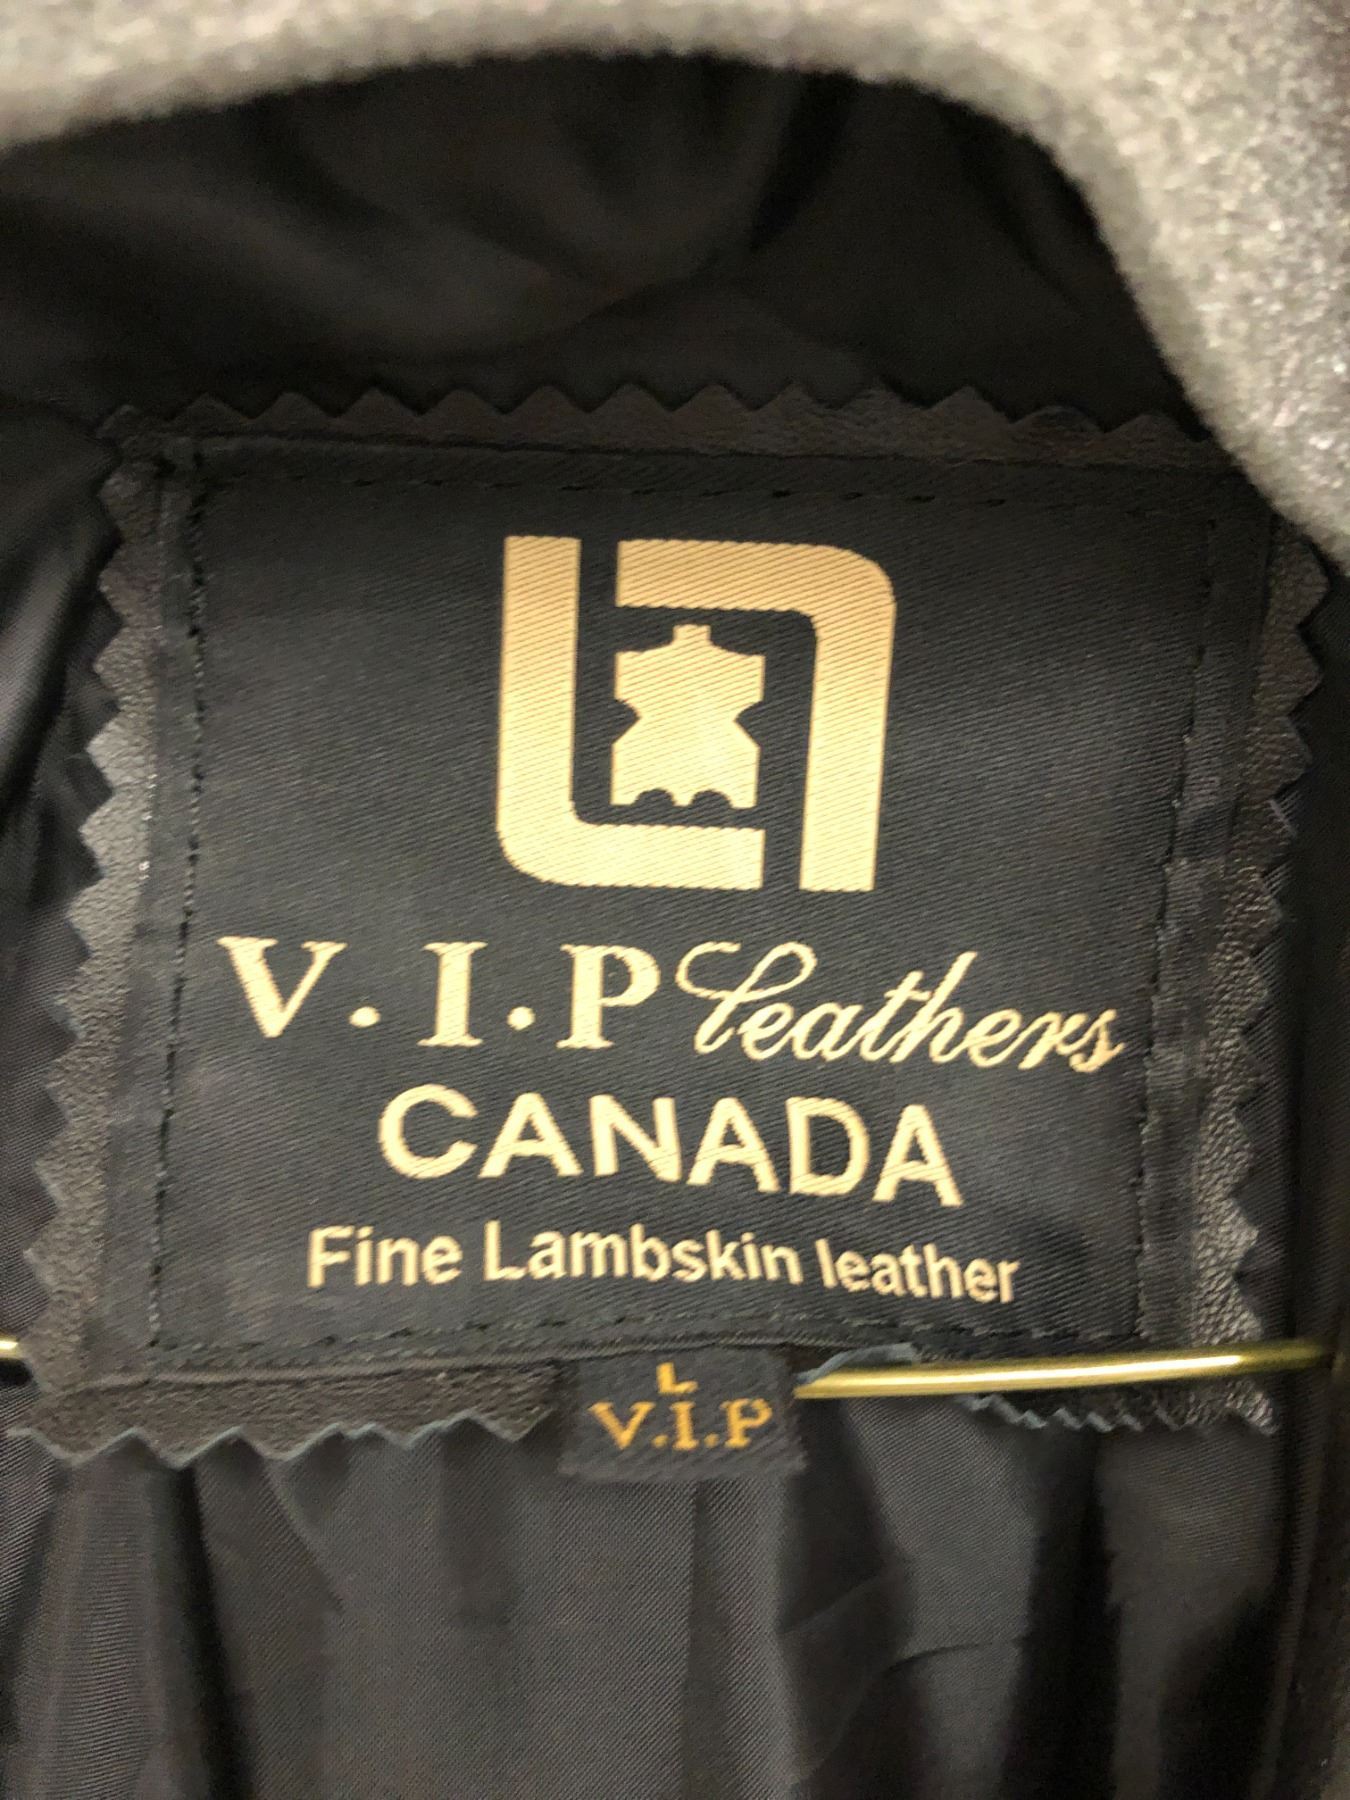 V.I.P leathers
CANADA
Fine Lambskin leather
L
V.I.P